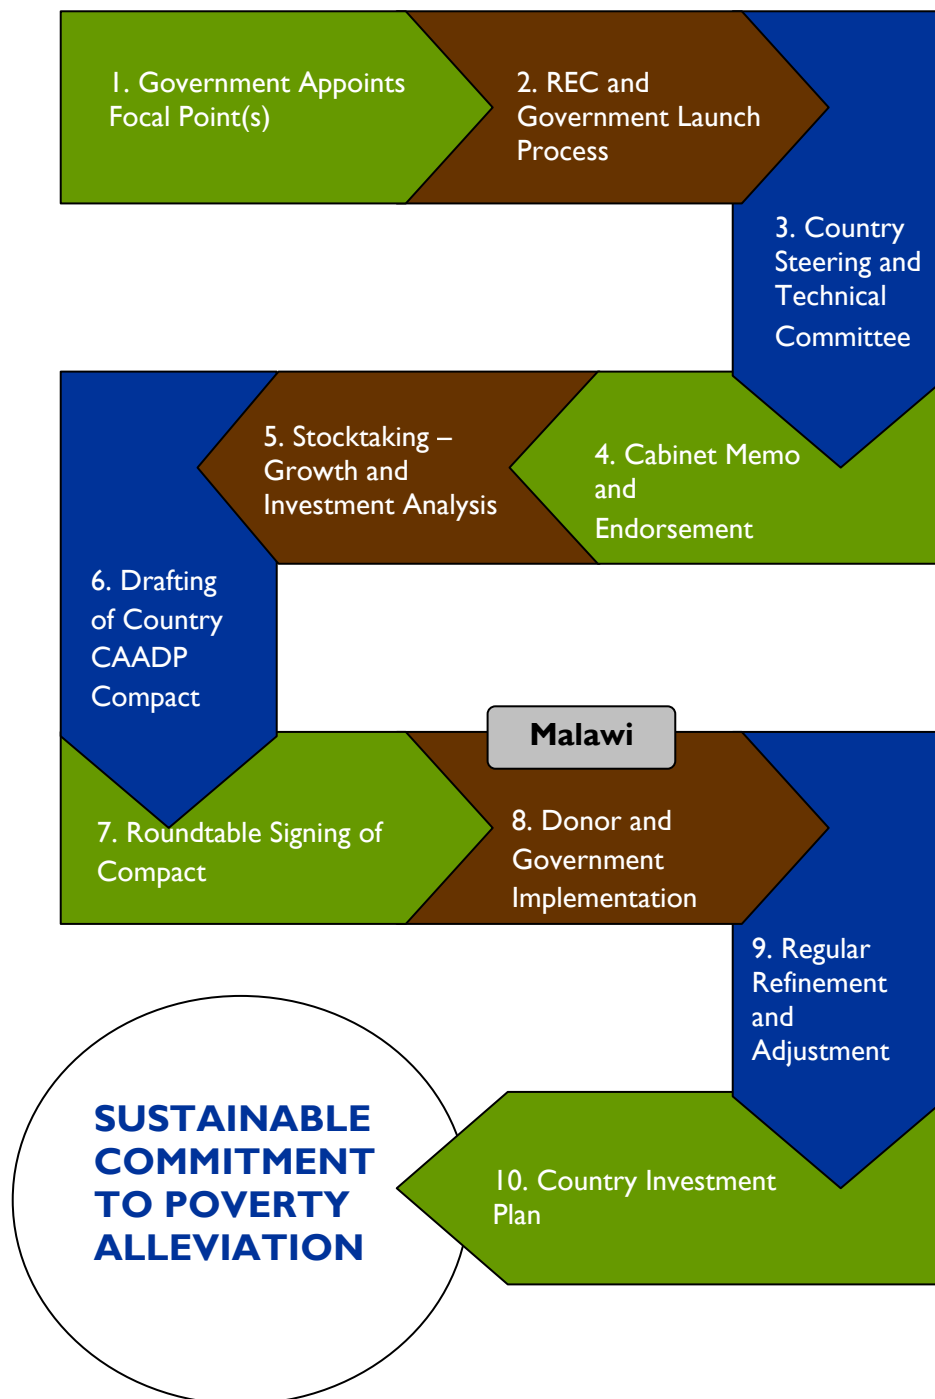 1. Government Appoints
Focal Point(s)
2. REC and
Government Launch
Process
3. Country
Steering and
Technical
Committee
4. Cabinet Memo
and
Endorsement
5. Stocktaking –
Growth and
Investment Analysis
6. Drafting
of Country
CAADP
Compact
Malawi
7. Roundtable Signing of
Compact
8. Donor and
Government
Implementation
9. Regular
Refinement
and
Adjustment
10. Country Investment
Plan
SUSTAINABLE
COMMITMENT
TO POVERTY
ALLEVIATION